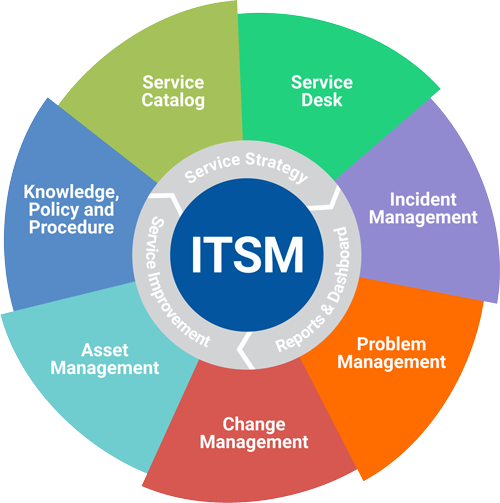 Service
Catalog
Service
Desk
Incident
Management
Problem
Management
Change
Management
Asset
Management
Knowledge,
Policy and
Procedure
Service Strategy
Reports & Dashboard
Service Improvement
ITSM